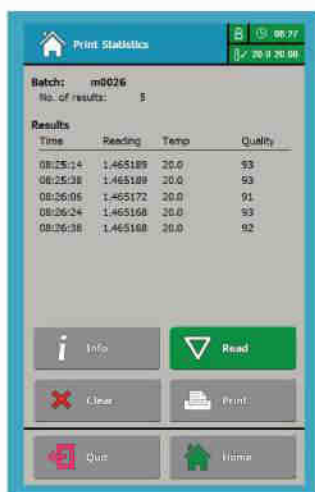 Print Statistics
08:27
20.0 20.00
Batch: m0026
No. of results: 5
Results
Time Reading Temp Quality
08:25:14 1.465189 20.0 93
08:25:38 1.465189 20.0 93
08:26:06 1.465172 20.0 91
08:26:24 1.465168 20.0 93
08:26:38 1.465168 20.0 92
Info
Read
Clear
Print
Quit
Home